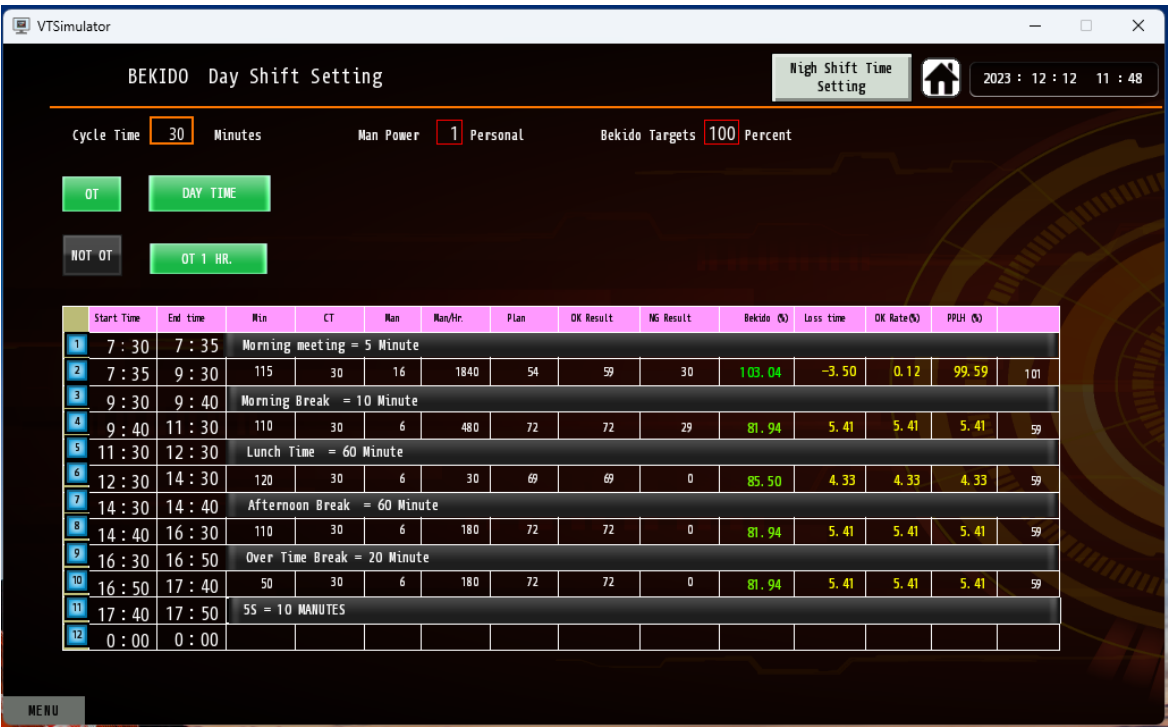 VTSimulator
BEKIDO Day Shift Setting
Nigh Shift Time
Setting
2023 : 12 : 12 11 : 48
Cycle Time 30 Minutes Man Power 1 Personal Bekido Targets 100 Percent
OT DAY TIME
NOT OT OT 1 HR.
Start Time End time Min CT Man Man/Hr. Plan OK Result NG Result Bekido (%) Loss time OK Rate(%) PPLH (%)
1 7:30 7:35 Morning meeting = 5 Minute
2 7:35 9:30 115 30 16 1840 54 59 30 103.04 -3.50 0.12 99.59 101
3 9:30 9:40 Morning Break = 10 Minute
4 9:40 11:30 110 30 6 480 72 72 29 81.94 5.41 5.41 5.41 59
5 11:30 12:30 Lunch Time = 60 Minute
6 12:30 14:30 120 30 6 30 69 69 0 85.50 4.33 4.33 4.33 59
7 14:30 14:40 Afternoon Break = 60 Minute
8 14:40 16:30 110 30 6 180 72 72 0 81.94 5.41 5.41 5.41 59
9 16:30 16:50 Over Time Break = 20 Minute
10 16:50 17:40 50 30 6 180 72 72 0 81.94 5.41 5.41 5.41 59
11 17:40 17:50 5S = 10 MANUTES
12 0:00 0:00
MENU